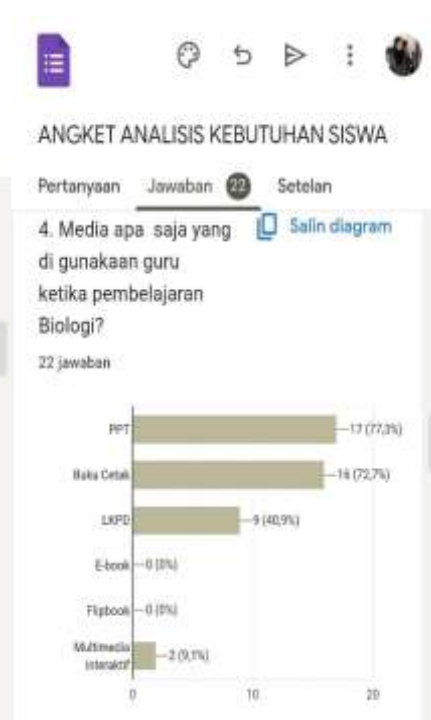 ANGKET ANALISIS KEBUTUHAN SISWA
Pertanyaan Jawaban 22 Setelan
4. Media apa saja yang
di gunakaan guru
ketika pembelajaran
Biologi?
Salin diagram
22 jawaban
PPT 17 (77,3%)
Buku Cetak 16 (72,7%)
LKPD 9 (40,9%)
E-book 0 (0%)
Flipbook 0 (0%)
Multimedia
interaktif 2 (9,1%)
0 10 20